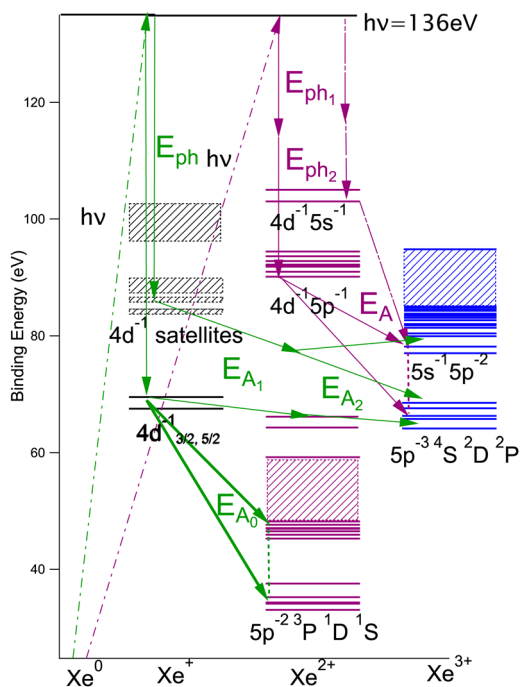 hν=136eV
120
E_ph1
E_ph
hν
E_ph2
100
hν
4d^-1 5s^-1
Binding Energy (eV)
4d^-1 5p^-1
E_A
80
4d^-1 satellites
5s^-1 5p^-2
E_A1
E_A2
4d^-1 3/2, 5/2
5p^-3 4S 2D 2P
60
E_A0
40
5p^-2 3P 1D 1S
Xe^0
Xe^+
Xe^2+
Xe^3+